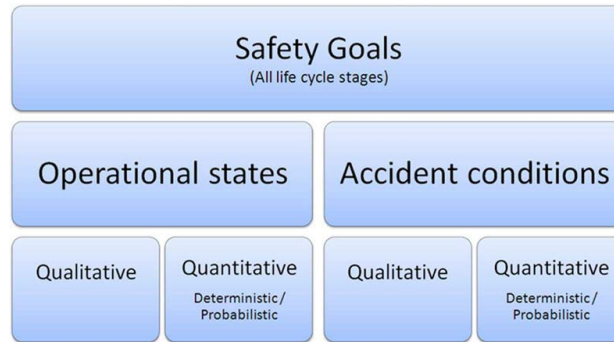 Safety Goals
(All life cycle stages)
Operational states
Accident conditions
Qualitative
Quantitative
Deterministic/
Probabilistic
Qualitative
Quantitative
Deterministic/
Probabilistic